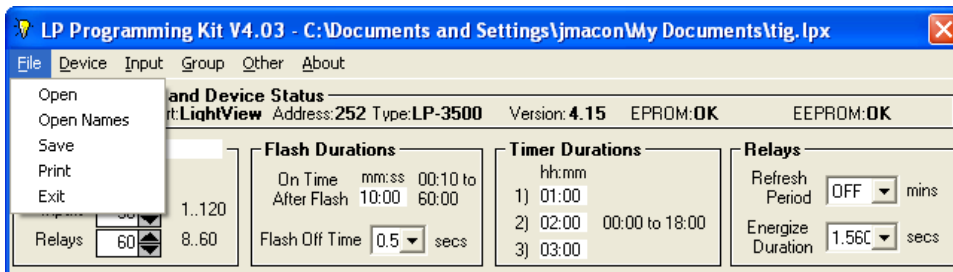 LP Programming Kit V4.03 - C:\Documents and Settings\jmacon\My Documents\tig.lpx
File Device Input Group Other About
Open
Open Names
Save
Print
Exit
and Device Status
LightView Address:252 Type:LP-3500 Version:4.15 EPROM:OK EEPROM:OK
Flash Durations
On Time After Flash mm:ss 10:00 00:10 to 60:00
Flash Off Time 0.5 secs
Timer Durations
hh:mm
1) 01:00
2) 02:00 00:00 to 18:00
3) 03:00
Relays
Refresh Period OFF mins
Energize Duration 1.560 secs
1..120
Relays 60 8..60